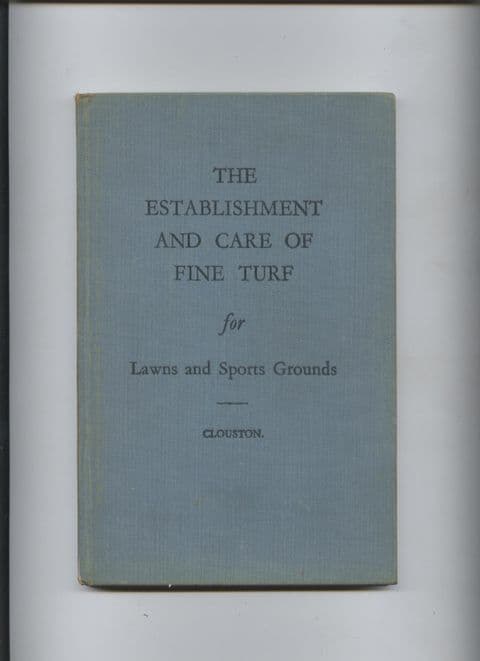 THE
ESTABLISHMENT
AND CARE OF
FINE TURF
for
Lawns and Sports Grounds
CLOUSTON.